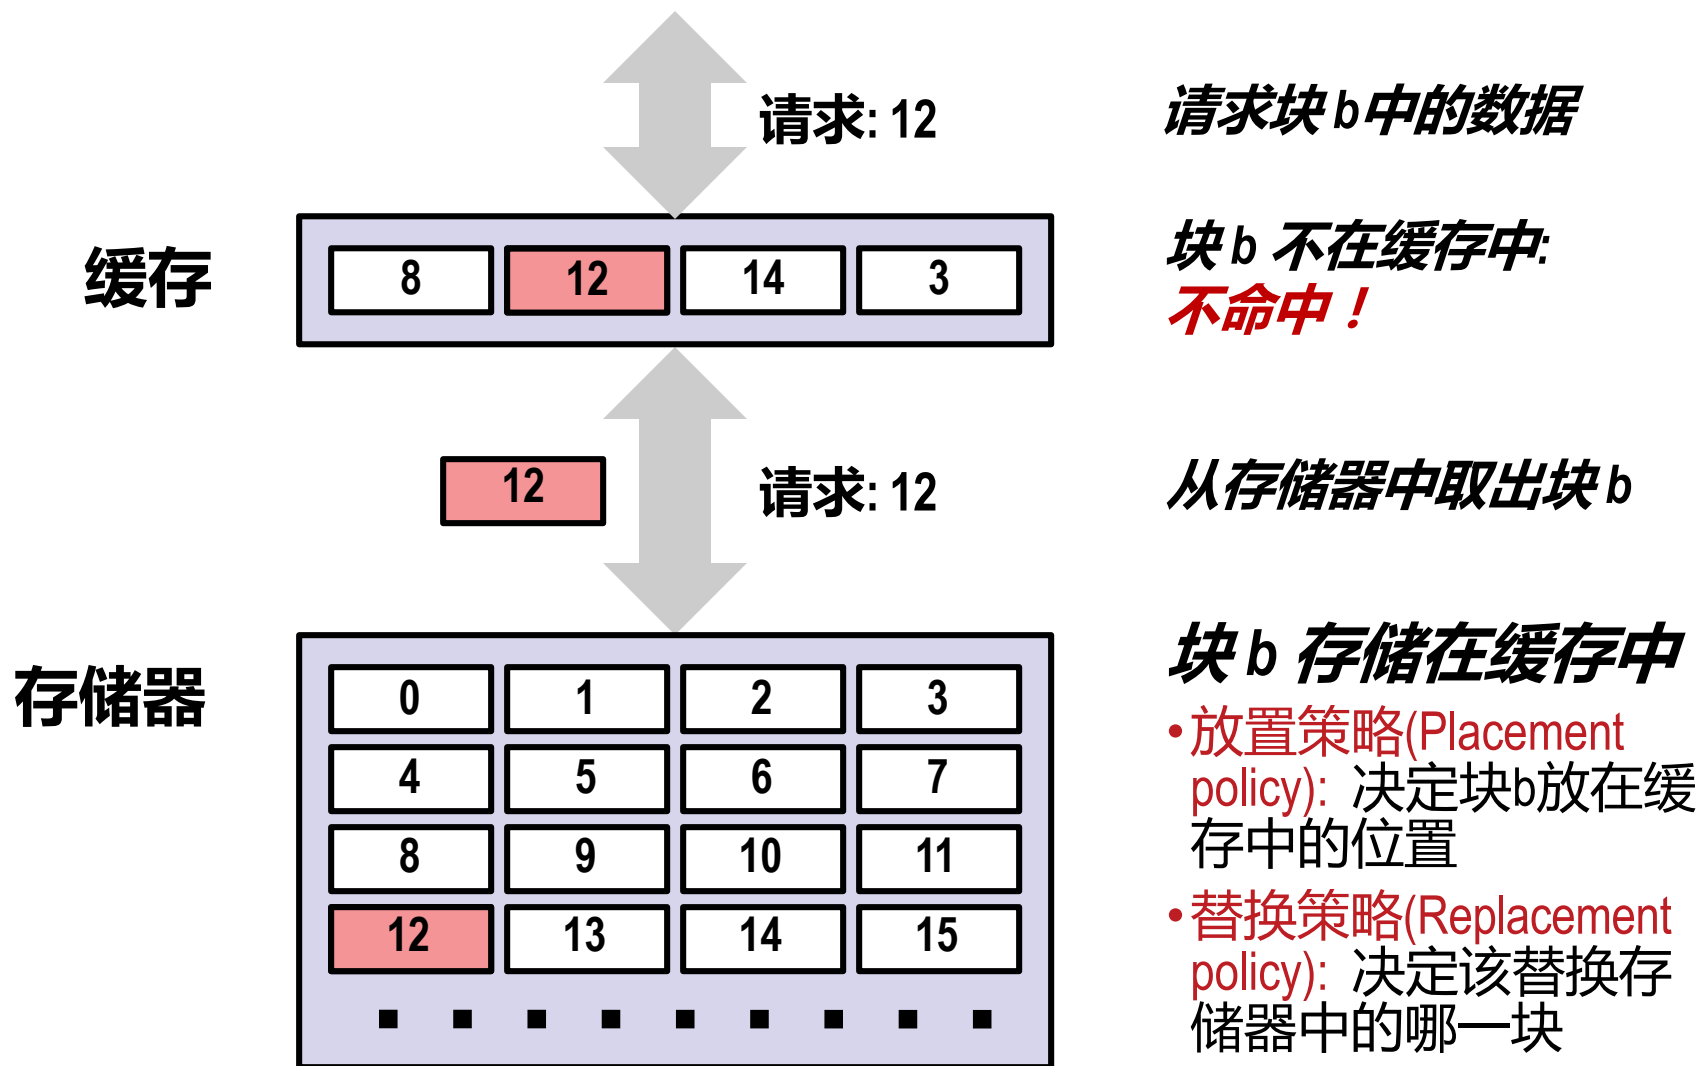 请求: 12
请求块 b中的数据
缓存
8 12 14 3
块 b 不在缓存中:
不命中！
12
请求: 12
从存储器中取出块 b
存储器
0 1 2 3
4 5 6 7
8 9 10 11
12 13 14 15
块 b 存储在缓存中
•放置策略(Placement
policy): 决定块b放在缓
存中的位置
•替换策略(Replacement
policy): 决定该替换存
储器中的哪一块